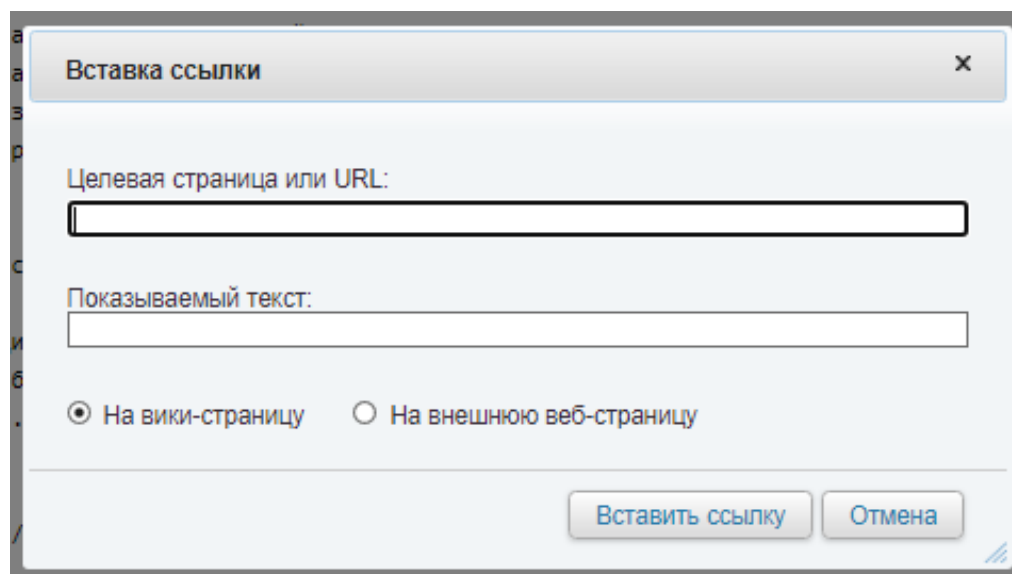 Вставка ссылки
Целевая страница или URL:
Показываемый текст:
На вики-страницу На внешнюю веб-страницу
Вставить ссылку Отмена